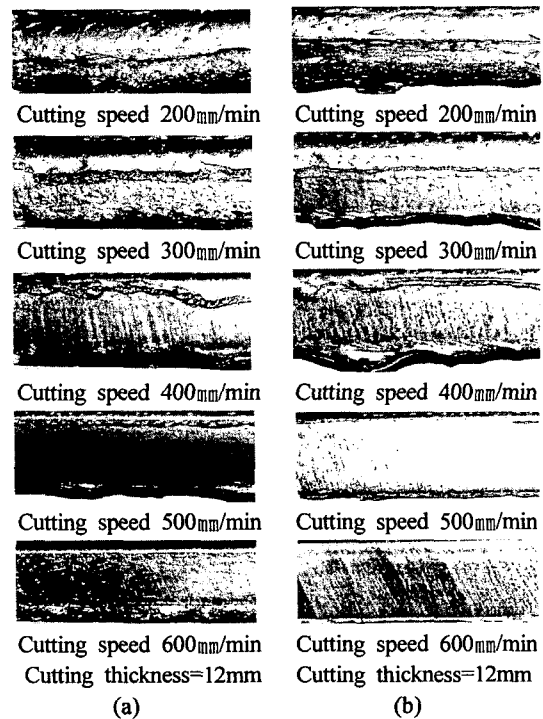 Cutting speed 200㎜/min
Cutting speed 200㎜/min
Cutting speed 300㎜/min
Cutting speed 300㎜/min
Cutting speed 400㎜/min
Cutting speed 400㎜/min
Cutting speed 500㎜/min
Cutting speed 500㎜/min
Cutting speed 600㎜/min
Cutting speed 600㎜/min
Cutting thickness=12mm
Cutting thickness=12mm
(a)
(b)